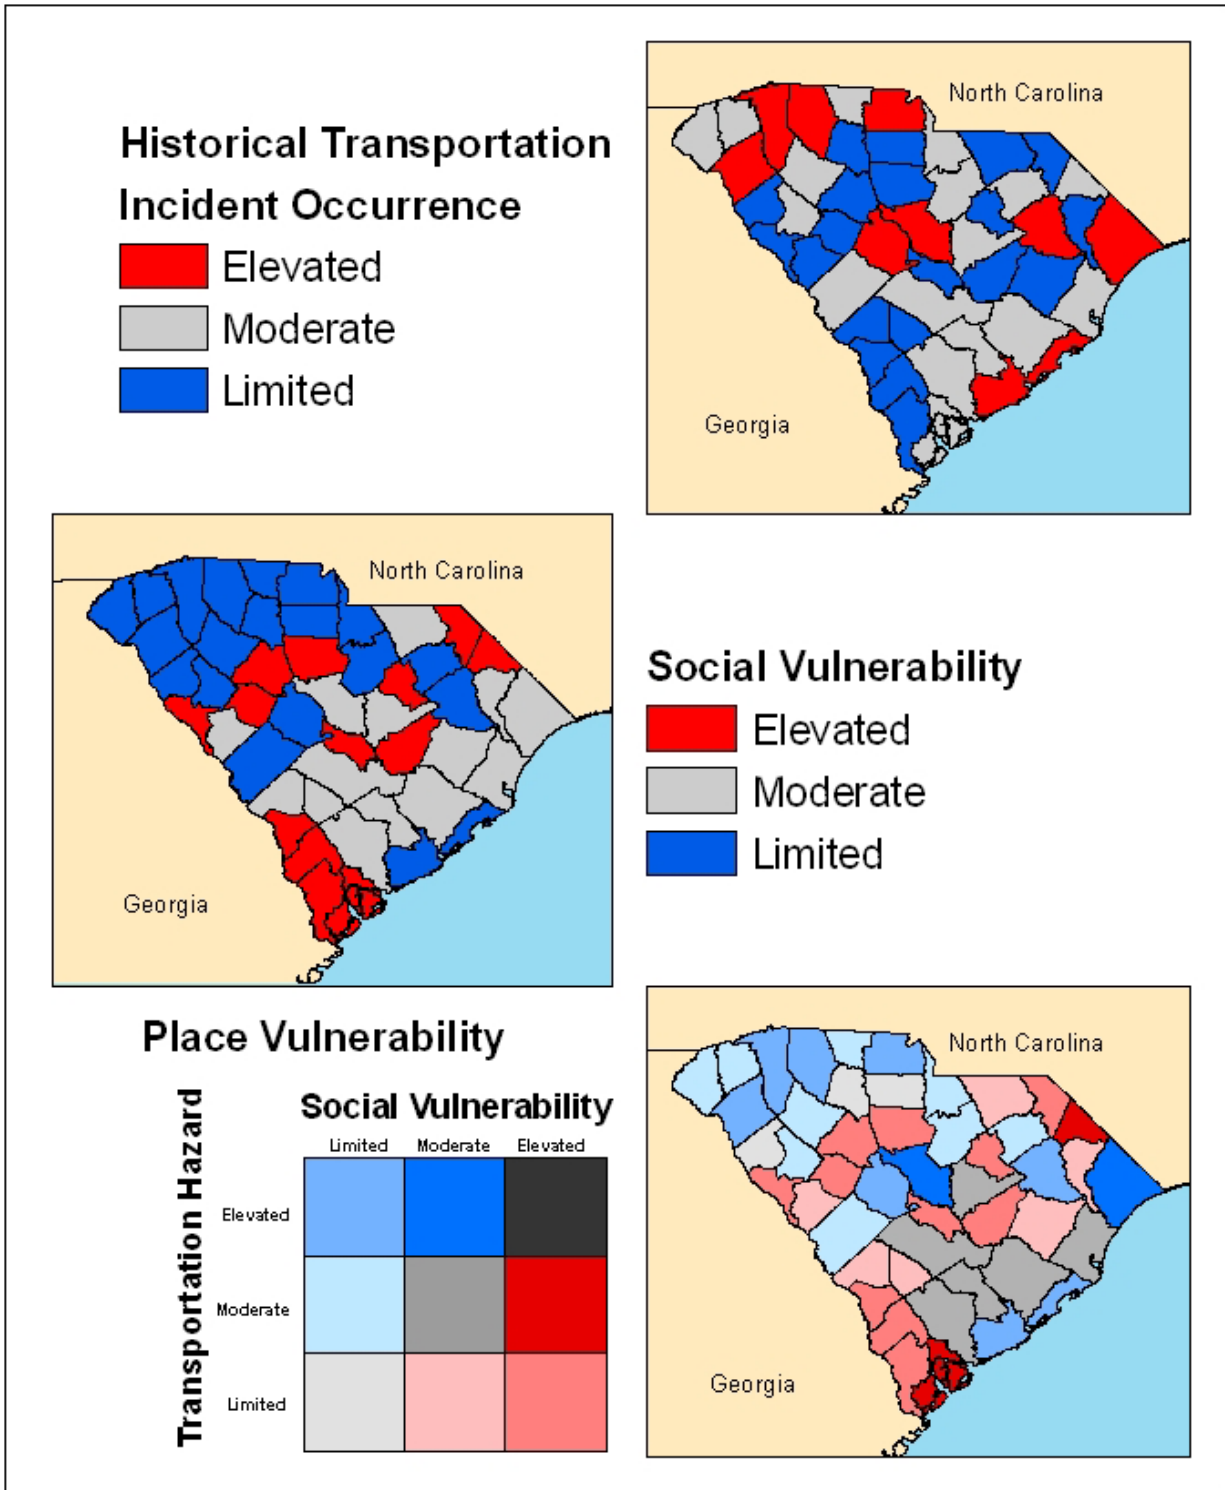 Historical Transportation
Incident Occurrence
Elevated
Moderate
Limited
North Carolina
Georgia
North Carolina
Georgia
Social Vulnerability
Elevated
Moderate
Limited
Place Vulnerability
Social Vulnerability
Limited Moderate Elevated
Transportation Hazard
Elevated
Moderate
Limited
North Carolina
Georgia